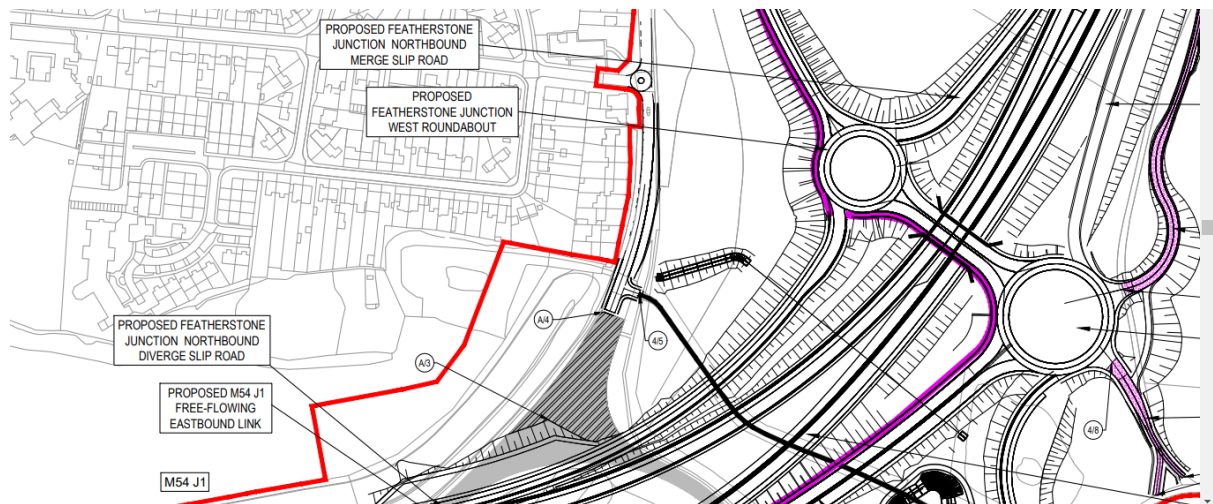 PROPOSED FEATHERSTONE
JUNCTION NORTHBOUND
MERGE SLIP ROAD
PROPOSED
FEATHERSTONE JUNCTION
WEST ROUNDABOUT
A/4
4/5
PROPOSED FEATHERSTONE
JUNCTION NORTHBOUND
DIVERGE SLIP ROAD
A/3
PROPOSED M54 J1
FREE-FLOWING
EASTBOUND LINK
4/8
M54 J1